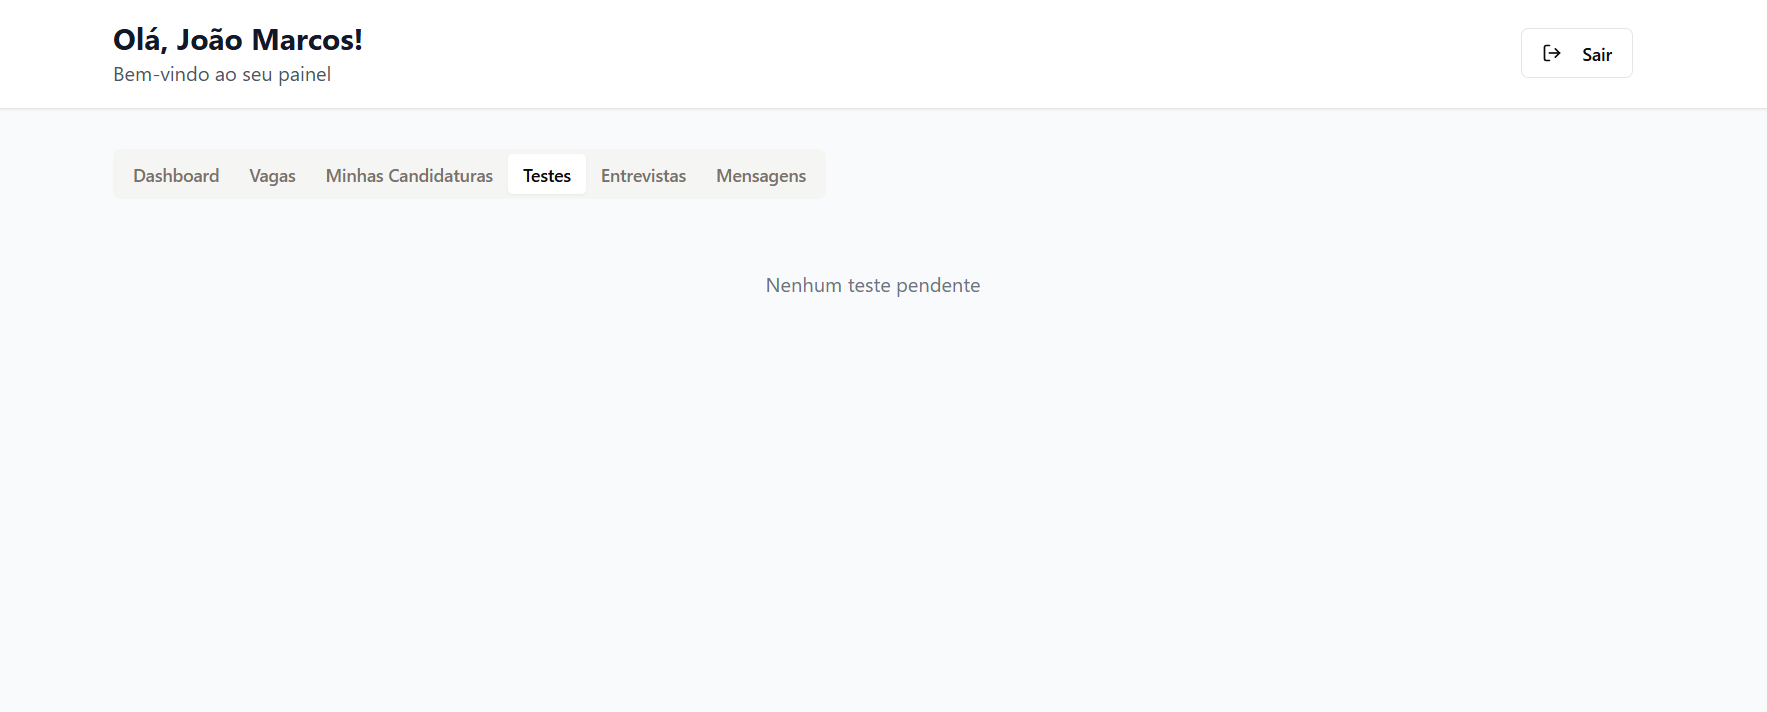 Olá, João Marcos!
Bem-vindo ao seu painel
Sair
Dashboard Vagas Minhas Candidaturas Testes Entrevistas Mensagens
Nenhum teste pendente